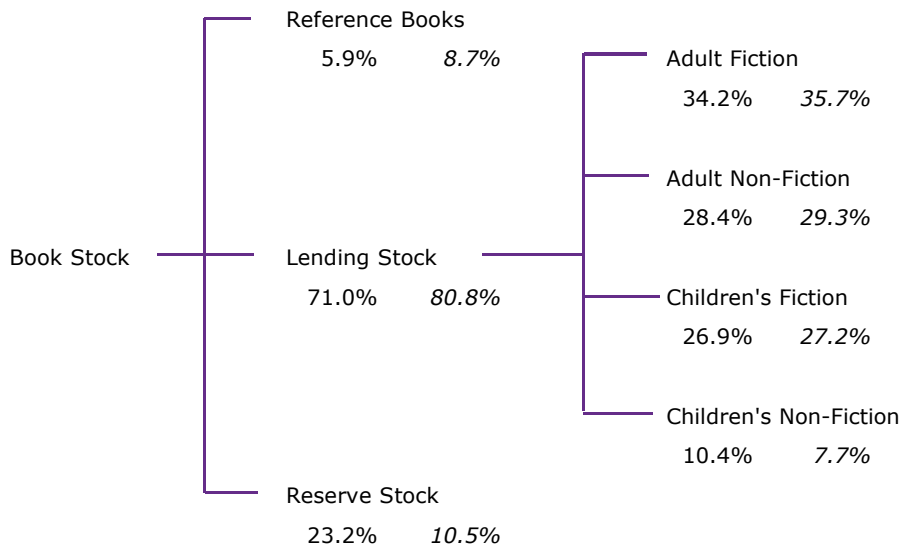 Reference Books
5.9% 8.7%
Adult Fiction
34.2% 35.7%
Adult Non-Fiction
28.4% 29.3%
Book Stock
Lending Stock
71.0% 80.8%
Children's Fiction
26.9% 27.2%
Children's Non-Fiction
10.4% 7.7%
Reserve Stock
23.2% 10.5%